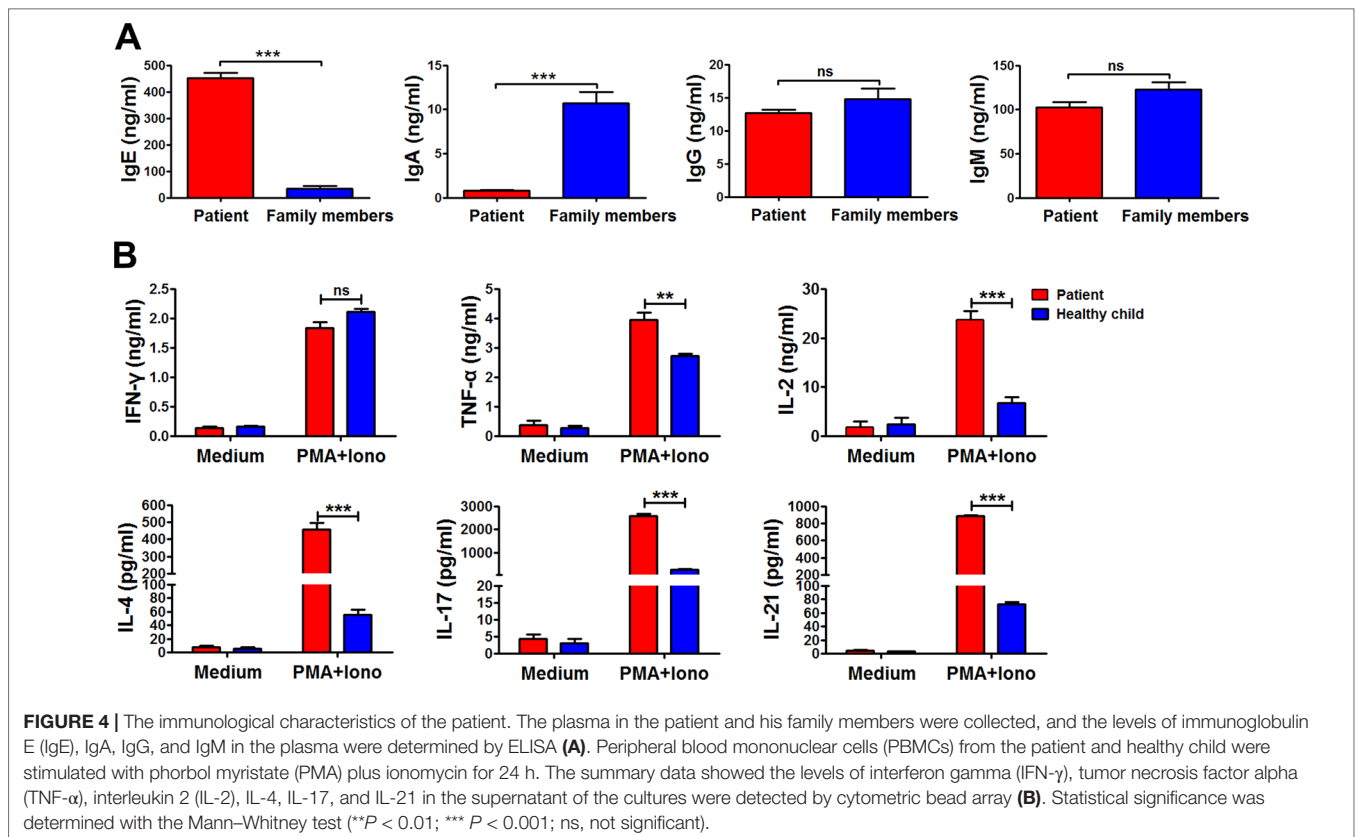 A
*** *** ns ns
IgE (ng/ml) 500 400 300 200 100 0 Patient Family members
IgA (ng/ml) 15 10 5 0 Patient Family members
IgG (ng/ml) 20 15 10 5 0 Patient Family members
IgM (ng/ml) 150 100 50 0 Patient Family members
B
IFN-γ (ng/ml) 2.5 2.0 1.5 1.0 0.5 0.0 ns Medium PMA+Iono
TNF-α (ng/ml) 5 4 3 2 1 0 ** Medium PMA+Iono
IL-2 (ng/ml) 30 20 10 0 *** Medium PMA+Iono
Patient
Healthy child
IL-4 (pg/ml) 600 500 400 300 200 100 80 60 40 20 0 *** Medium PMA+Iono
IL-17 (pg/ml) 3000 2000 1000 20 15 10 5 0 *** Medium PMA+Iono
IL-21 (pg/ml) 1000 800 600 400 200 100 80 60 40 20 0 *** Medium PMA+Iono
FIGURE 4 | The immunological characteristics of the patient. The plasma in the patient and his family members were collected, and the levels of immunoglobulin
E (IgE), IgA, IgG, and IgM in the plasma were determined by ELISA (A). Peripheral blood mononuclear cells (PBMCs) from the patient and healthy child were
stimulated with phorbol myristate (PMA) plus ionomycin for 24 h. The summary data showed the levels of interferon gamma (IFN-γ), tumor necrosis factor alpha
(TNF-α), interleukin 2 (IL-2), IL-4, IL-17, and IL-21 in the supernatant of the cultures were detected by cytometric bead array (B). Statistical significance was
determined with the Mann–Whitney test (**P < 0.01; *** P < 0.001; ns, not significant).